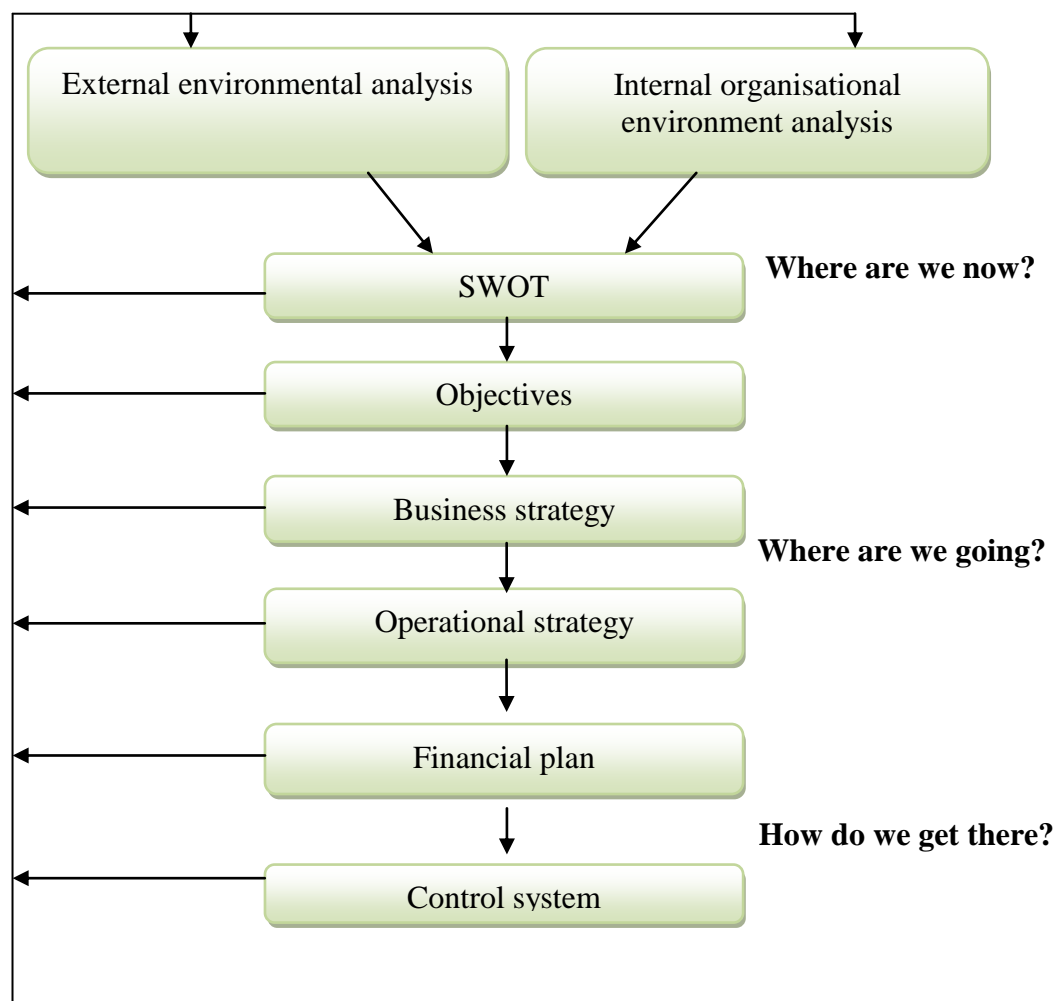 External environmental analysis
Internal organisational
environment analysis
Where are we now?
SWOT
Objectives
Business strategy
Where are we going?
Operational strategy
Financial plan
How do we get there?
Control system